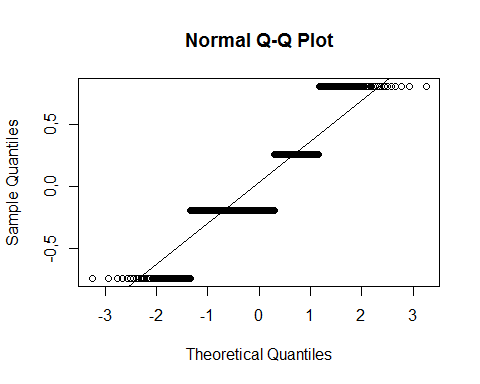 Normal Q-Q Plot
Sample Quantiles
0,5
0,0
-0,5
-3 -2 -1 0 1 2 3
Theoretical Quantiles